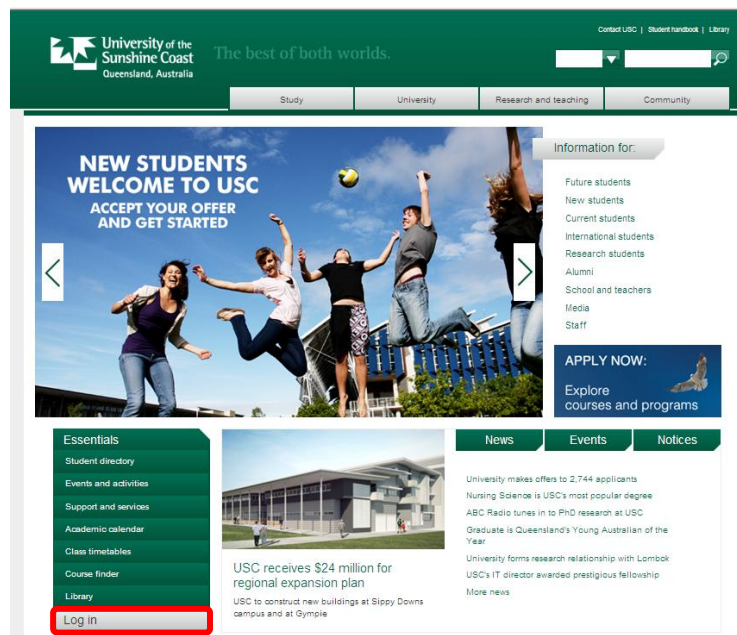 Contact USC | Student handbook | Library
University of the
Sunshine Coast
Queensland, Australia
The best of both worlds.
Study
University
Research and teaching
Community
NEW STUDENTS
WELCOME TO USC
ACCEPT YOUR OFFER
AND GET STARTED
Information for:
Future students
New students
Current students
International students
Research students
Alumni
School and teachers
Media
Staff
APPLY NOW:
Explore
courses and programs
Essentials
Student directory
Events and activities
Support and services
Academic calendar
Class timetables
Course finder
Library
Log in
USC receives $24 million for
regional expansion plan
USC to construct new buildings at Sippy Downs
campus and at Gympie
News
Events
Notices
University makes offers to 2,744 applicants
Nursing Science is USC's most popular degree
ABC Radio tunes in to PhD research at USC
Graduate is Queensland's Young Australian of the
Year
University forms research relationship with Lombok
USC's IT director awarded prestigious fellowship
More news